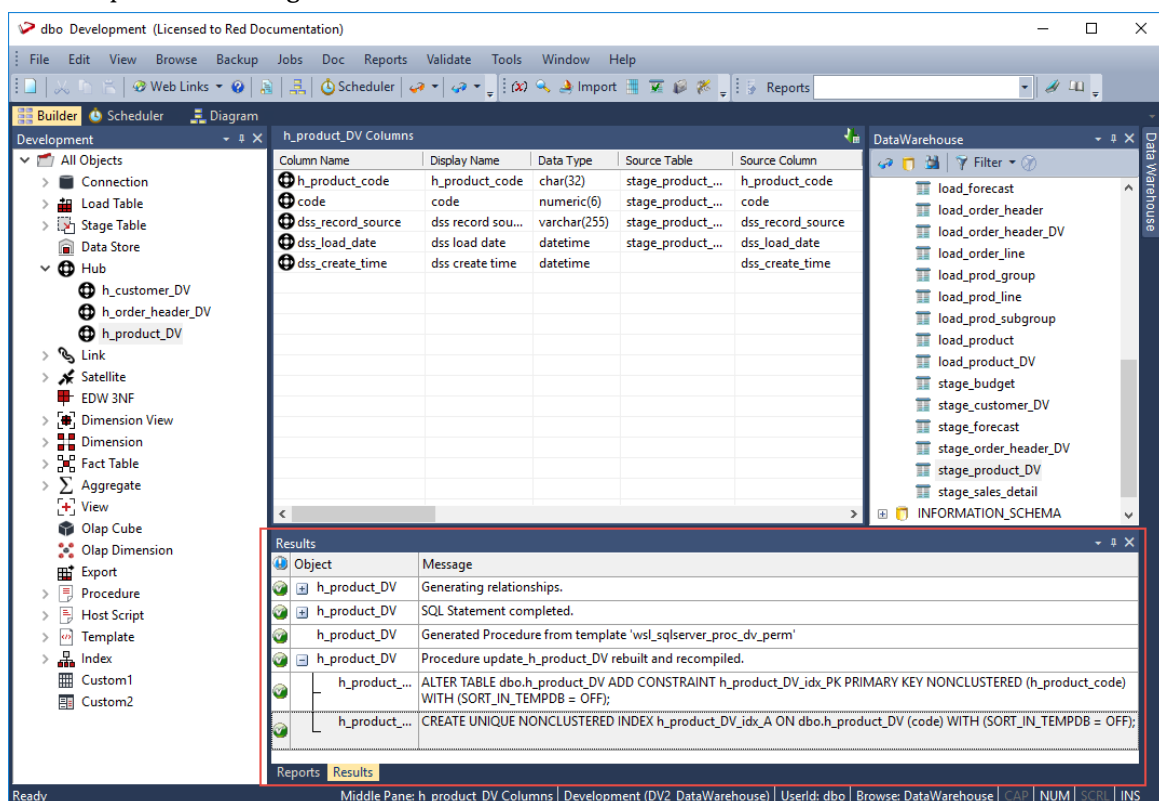 dbo Development (Licensed to Red Documentation)
File Edit View Browse Backup Jobs Doc Reports Validate Tools Window Help
Web Links Scheduler (x) Import Reports
Builder Scheduler Diagram
Development
All Objects
Connection
Load Table
Stage Table
Data Store
Hub
h_customer_DV
h_order_header_DV
h_product_DV
Link
Satellite
EDW 3NF
Dimension View
Dimension
Fact Table
Aggregate
View
Olap Cube
Olap Dimension
Export
Procedure
Host Script
Template
Index
Custom1
Custom2
h_product_DV Columns
Column Name Display Name Data Type Source Table Source Column
h_product_code h_product_code char(32) stage_product_... h_product_code
code code numeric(6) stage_product_... code
dss_record_source dss record sou... varchar(255) stage_product_... dss_record_source
dss_load_date dss load date datetime stage_product_... dss_load_date
dss_create_time dss create time datetime dss_create_time
DataWarehouse
Filter
load_forecast
load_order_header
load_order_header_DV
load_order_line
load_prod_group
load_prod_line
load_prod_subgroup
load_product
load_product_DV
stage_budget
stage_customer_DV
stage_forecast
stage_order_header_DV
stage_product_DV
stage_sales_detail
INFORMATION_SCHEMA
Data Warehouse
Results
Object Message
h_product_DV Generating relationships.
h_product_DV SQL Statement completed.
h_product_DV Generated Procedure from template 'wsl_sqlserver_proc_dv_perm'
h_product_DV Procedure update_h_product_DV rebuilt and recompiled.
h_product_... ALTER TABLE dbo.h_product_DV ADD CONSTRAINT h_product_DV_idx_PK PRIMARY KEY NONCLUSTERED (h_product_code)
WITH (SORT_IN_TEMPDB = OFF);
h_product_... CREATE UNIQUE NONCLUSTERED INDEX h_product_DV_idx_A ON dbo.h_product_DV (code) WITH (SORT_IN_TEMPDB = OFF);
Reports Results
Ready Middle Pane: h_product_DV Columns Development (DV2_DataWarehouse) UserId: dbo Browse: DataWarehouse CAP NUM SCRL INS